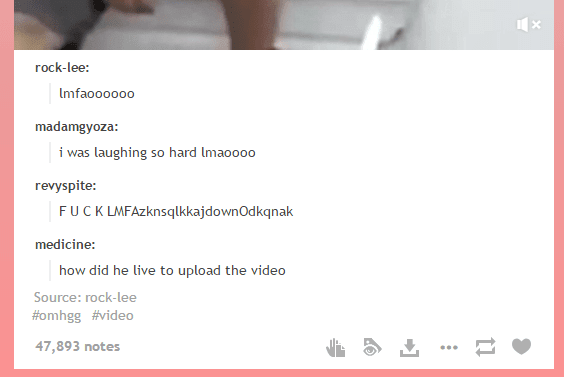 rock-lee:
lmfaoooooo
madamgyoza:
i was laughing so hard lmaoooo
revyspite:
F U C K LMFAzknsqlkkajdownOdkqnak
medicine:
how did he live to upload the video
Source: rock-lee
#omhgg #video
47,893 notes